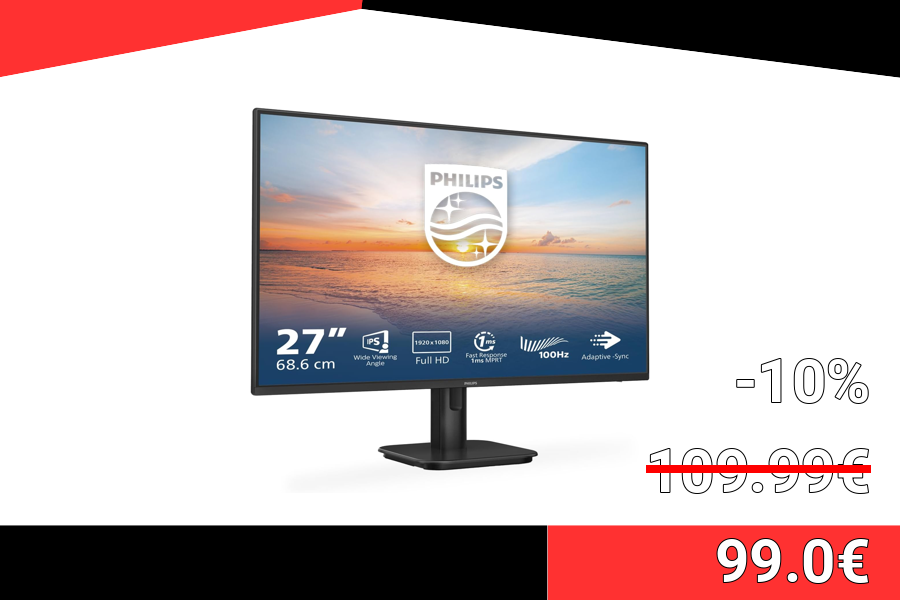 PHILIPS
27”
68.6 cm
iPS
Wide Viewing
Angle
1920 x 1080
Full HD
1ms
Fast Response
1ms MPRT
100Hz
Adaptive -Sync
PHILIPS
-10%
109.99€
99.0€